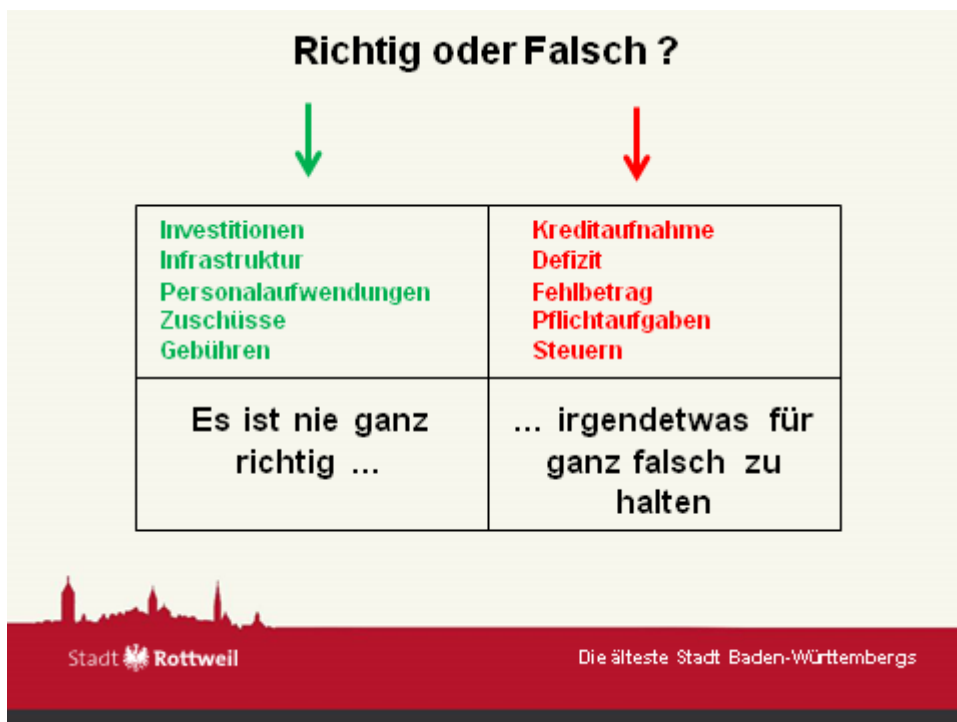 Richtig oder Falsch ?
Investitionen
Infrastruktur
Personalaufwendungen
Zuschüsse
Gebühren
Kreditaufnahme
Defizit
Fehlbetrag
Pflichtaufgaben
Steuern
Es ist nie ganz
richtig ...
... irgendetwas für
ganz falsch zu
halten
Stadt Rottweil
Die älteste Stadt Baden-Württembergs